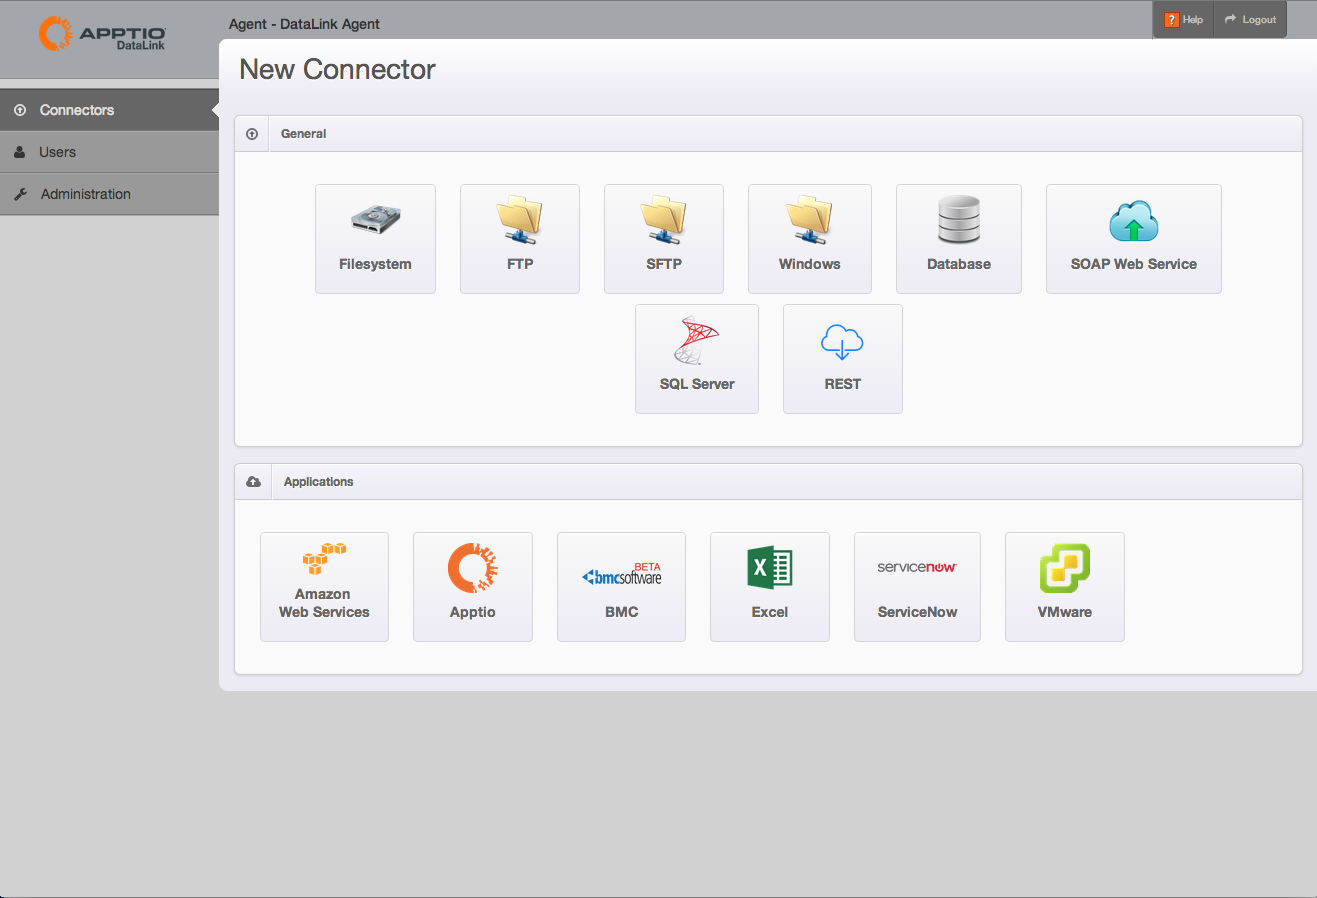 APPTIO
DataLink
Agent - DataLink Agent
? Help
Logout
New Connector
Connectors
Users
Administration
General
Filesystem
FTP
SFTP
Windows
Database
SOAP Web Service
SQL Server
REST
Applications
Amazon
Web Services
Apptio
BETA
bmcsoftware
BMC
X
Excel
servicenow
ServiceNow
VMware